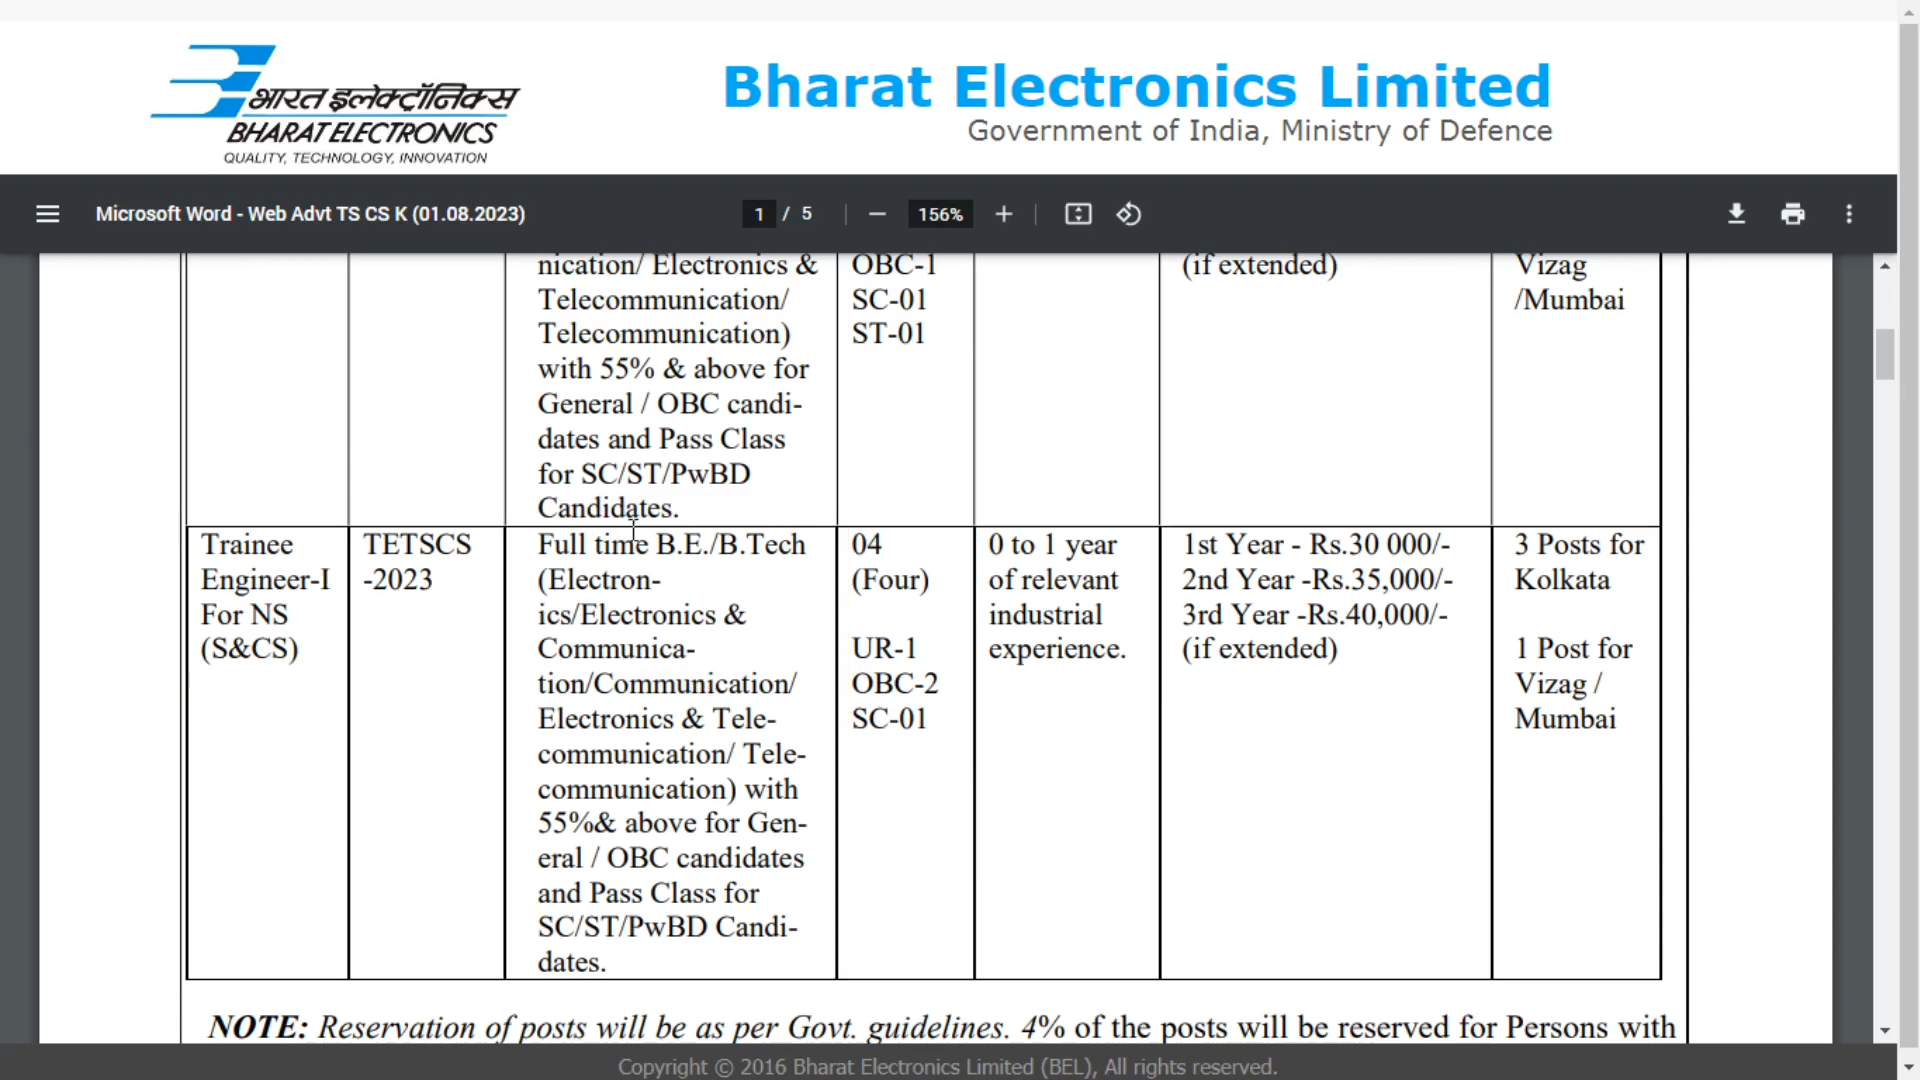 भारत इलेक्ट्रॉनिक्स
BHARAT ELECTRONICS
QUALITY, TECHNOLOGY, INNOVATION
Bharat Electronics Limited
Government of India, Ministry of Defence
Microsoft Word - Web Advt TS CS K (01.08.2023)
1 / 5
156%
nication/ Electronics &
Telecommunication/
Telecommunication)
with 55% & above for
General / OBC candi-
dates and Pass Class
for SC/ST/PwBD
Candidates.
OBC-1
SC-01
ST-01
(if extended)
Vizag
/Mumbai
Trainee
Engineer-I
For NS
(S&CS)
TETSCS
-2023
Full time B.E./B.Tech
(Electron-
ics/Electronics &
Communica-
tion/Communication/
Electronics & Tele-
communication/ Tele-
communication) with
55%& above for Gen-
eral / OBC candidates
and Pass Class for
SC/ST/PwBD Candi-
dates.
04
(Four)
UR-1
OBC-2
SC-01
0 to 1 year
of relevant
industrial
experience.
1st Year - Rs.30 000/-
2nd Year -Rs.35,000/-
3rd Year -Rs.40,000/-
(if extended)
3 Posts for
Kolkata
1 Post for
Vizag /
Mumbai
NOTE: Reservation of posts will be as per Govt. guidelines. 4% of the posts will be reserved for Persons with
Copyright © 2016 Bharat Electronics Limited (BEL), All rights reserved.